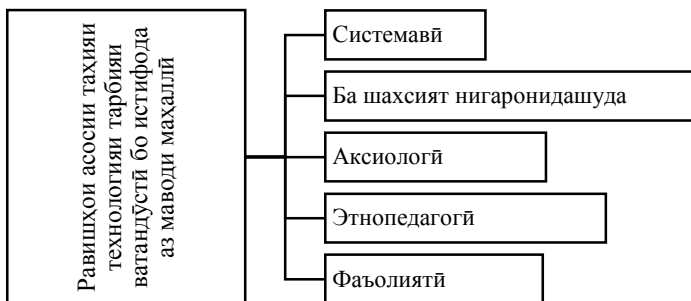 Равишҳои асосии таҳияи
технологияи тарбияи
ватандӯстӣ бо истифода
аз маводи маҳаллӣ
Системавӣ
Ба шахсият нигаронидашуда
Аксиологӣ
Этнопедагогӣ
Фаъолиятӣ